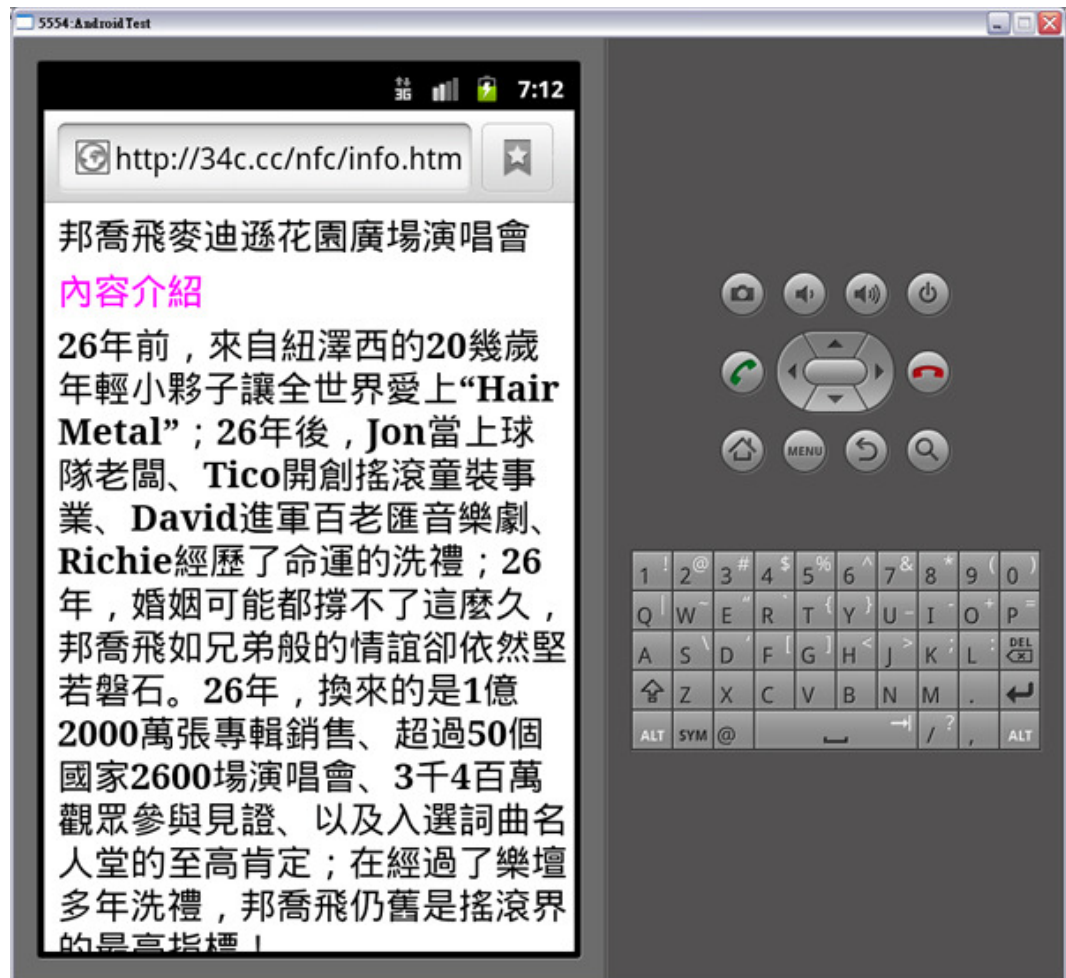 5554:AndroidTest
3G 7:12
http://34c.cc/nfc/info.htm
邦喬飛麥迪遜花園廣場演唱會
內容介紹
26年前，來自紐澤西的20幾歲
年輕小夥子讓全世界愛上“Hair
Metal”；26年後，Jon當上球
隊老闆、Tico開創搖滾童裝事
業、David進軍百老匯音樂劇、
Richie經歷了命運的洗禮；26
年，婚姻可能都撐不了這麼久，
邦喬飛如兄弟般的情誼卻依然堅
若磐石。26年，換來的是1億
2000萬張專輯銷售、超過50個
國家2600場演唱會、3千4百萬
觀眾參與見證、以及入選詞曲名
人堂的至高肯定；在經過了樂壇
多年洗禮，邦喬飛仍舊是搖滾界
的最高指標！
MENU
1 ! 2 @ 3 # 4 $ 5 % 6 ^ 7 & 8 * 9 ( 0 )
Q | W ~ E " R ` T { Y } U - I - O + P =
A S \ D ' F [ G ] H < J > K ; L : DEL
Z X C V B N M .
ALT SYM @ / ? , ALT